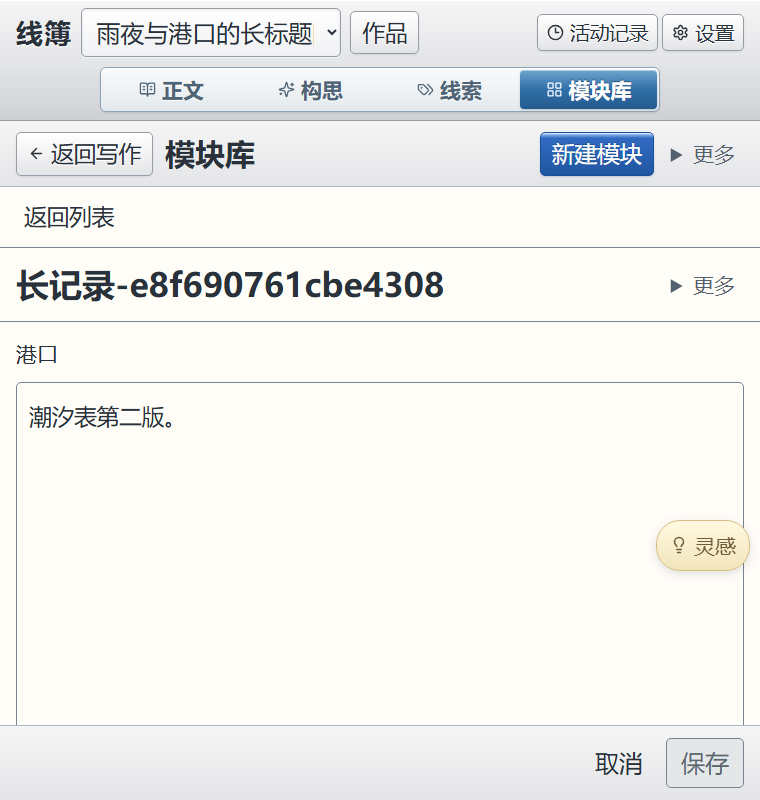 线簿 雨夜与港口的长标题 作品 活动记录 设置
正文 构思 线索 模块库
返回写作 模块库 新建模块 更多
返回列表
长记录-e8f690761cbe4308 更多
港口
潮汐表第二版。
灵感
取消 保存